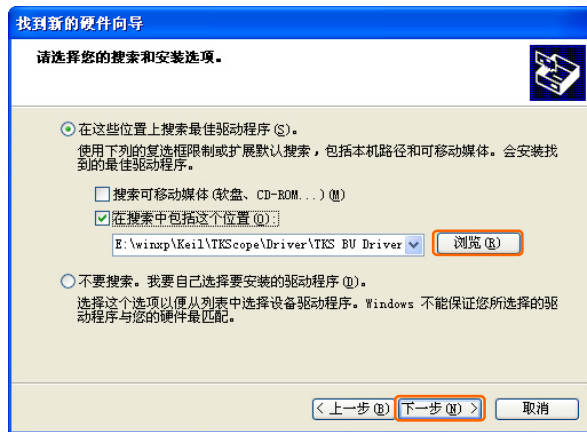 找到新的硬件向导
请选择您的搜索和安装选项。
在这些位置上搜索最佳驱动程序(S)。
使用下列的复选框限制或扩展默认搜索，包括本机路径和可移动媒体。会安装找
到的最佳驱动程序。
搜索可移动媒体(软盘、CD-ROM...)(M)
在搜索中包括这个位置(O):
E:\winxp\Keil\TKScope\Driver\TKS BU Driver
浏览(R)
不要搜索。我要自己选择要安装的驱动程序(D)。
选择这个选项以便从列表中选择设备驱动程序。Windows 不能保证您所选择的驱
动程序与您的硬件最匹配。
< 上一步(B) 下一步(N) > 取消